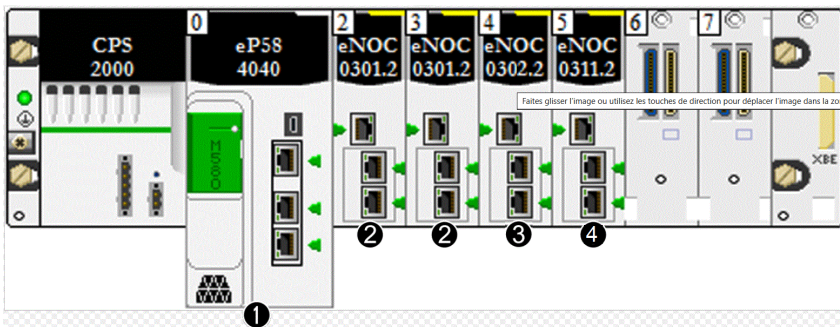 0
2
3
4
5
6
7
CPS
2000
eP58
4040
eNOC
0301.2
eNOC
0301.2
eNOC
0302.2
eNOC
0311.2
Faites glisser l'image ou utilisez les touches de direction pour déplacer l'image dans la zo
M580
XBE
2
2
3
4
1